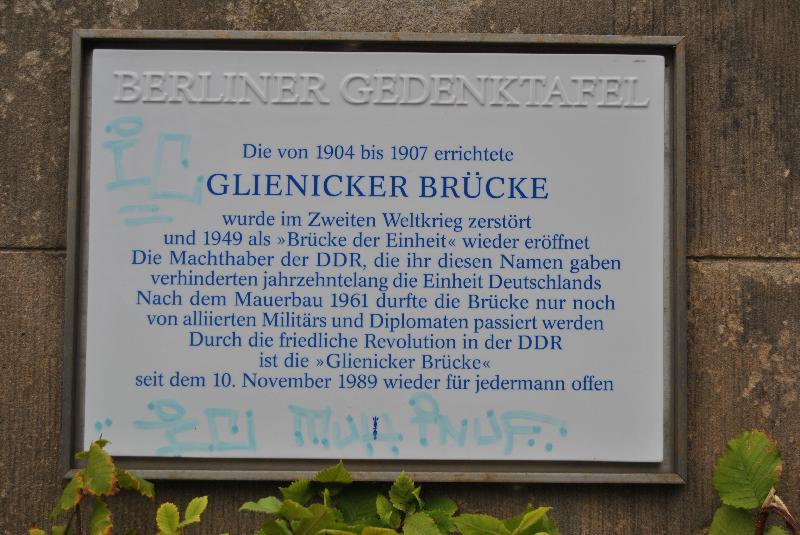 BERLINER GEDENKTAFEL
Die von 1904 bis 1907 errichtete
GLIENICKER BRÜCKE
wurde im Zweiten Weltkrieg zerstört
und 1949 als »Brücke der Einheit« wieder eröffnet
Die Machthaber der DDR, die ihr diesen Namen gaben
verhinderten jahrzehntelang die Einheit Deutschlands
Nach dem Mauerbau 1961 durfte die Brücke nur noch
von alliierten Militärs und Diplomaten passiert werden
Durch die friedliche Revolution in der DDR
ist die »Glienicker Brücke«
seit dem 10. November 1989 wieder für jedermann offen